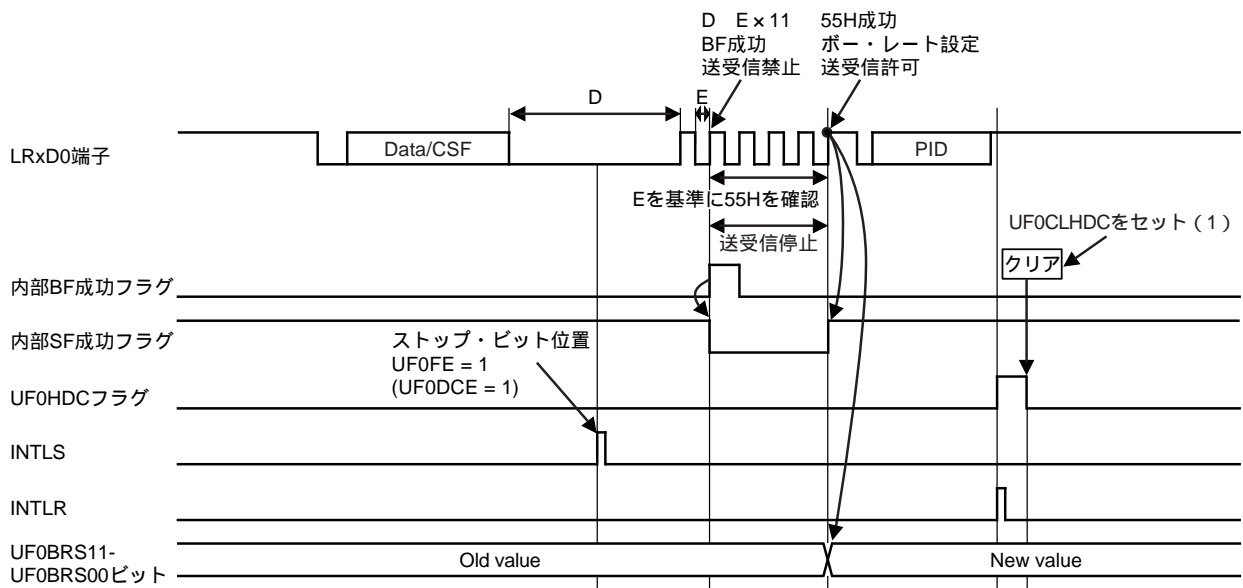 D E×11
BF成功
送受信禁止
55H成功
ボー・レート設定
送受信許可
D
E
LRxD0端子
Data/CSF
PID
Eを基準に55Hを確認
送受信停止
UF0CLHDCをセット（1）
クリア
内部BF成功フラグ
内部SF成功フラグ
ストップ・ビット位置
UF0FE = 1
(UF0DCE = 1)
UF0HDCフラグ
INTLS
INTLR
UF0BRS11-
UF0BRS00ビット
Old value
New value